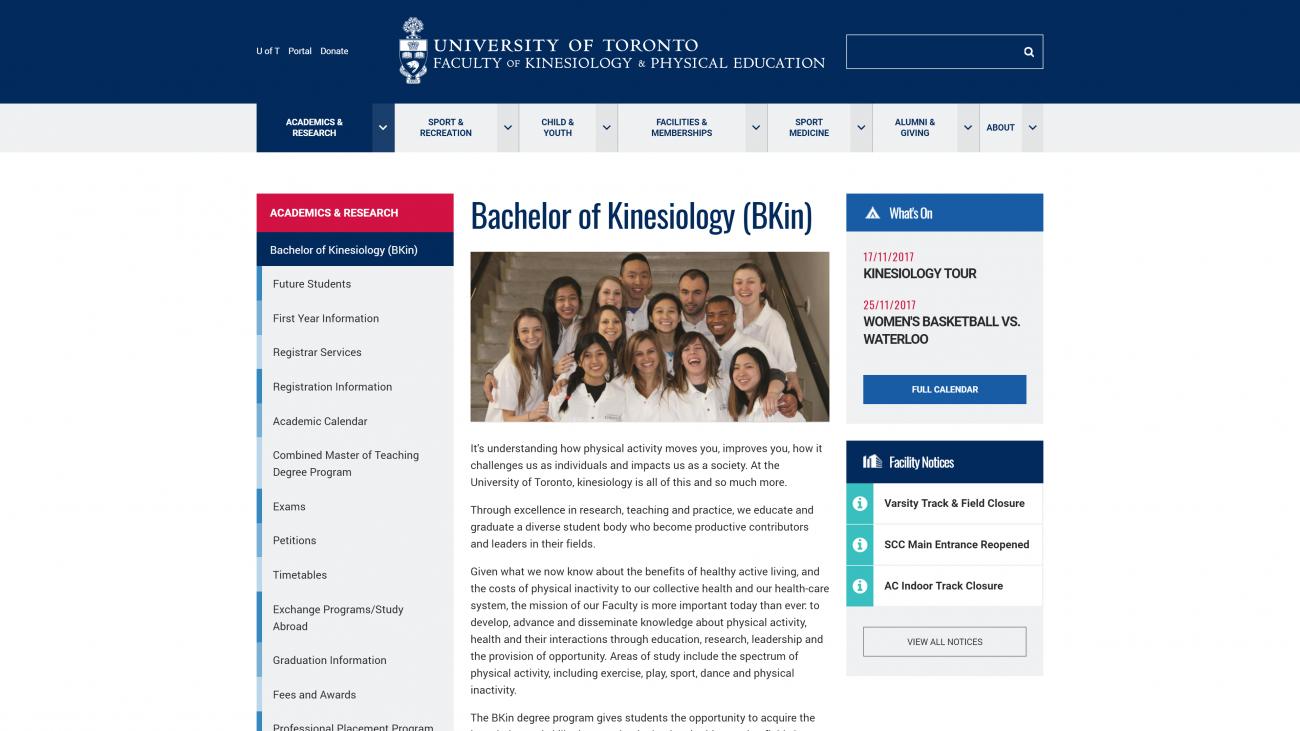 U of T Portal Donate
UNIVERSITY OF TORONTO
FACULTY OF KINESIOLOGY & PHYSICAL EDUCATION
ACADEMICS &
RESEARCH
SPORT &
RECREATION
CHILD &
YOUTH
FACILITIES &
MEMBERSHIPS
SPORT
MEDICINE
ALUMNI &
GIVING
ABOUT
ACADEMICS & RESEARCH
Bachelor of Kinesiology (BKin)
Future Students
First Year Information
Registrar Services
Registration Information
Academic Calendar
Combined Master of Teaching
Degree Program
Exams
Petitions
Timetables
Exchange Programs/Study
Abroad
Graduation Information
Fees and Awards
Professional Placement Program
Bachelor of Kinesiology (BKin)
It's understanding how physical activity moves you, improves you, how it
challenges us as individuals and impacts us as a society. At the
University of Toronto, kinesiology is all of this and so much more.
Through excellence in research, teaching and practice, we educate and
graduate a diverse student body who become productive contributors
and leaders in their fields.
Given what we now know about the benefits of healthy active living, and
the costs of physical inactivity to our collective health and our health-care
system, the mission of our Faculty is more important today than ever: to
develop, advance and disseminate knowledge about physical activity,
health and their interactions through education, research, leadership and
the provision of opportunity. Areas of study include the spectrum of
physical activity, including exercise, play, sport, dance and physical
inactivity.
The BKin degree program gives students the opportunity to acquire the
What's On
17/11/2017
KINESIOLOGY TOUR
25/11/2017
WOMEN'S BASKETBALL VS.
WATERLOO
FULL CALENDAR
Facility Notices
Varsity Track & Field Closure
SCC Main Entrance Reopened
AC Indoor Track Closure
VIEW ALL NOTICES